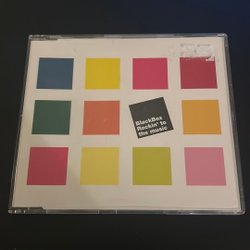 BlackBox
Rockin' to
the music